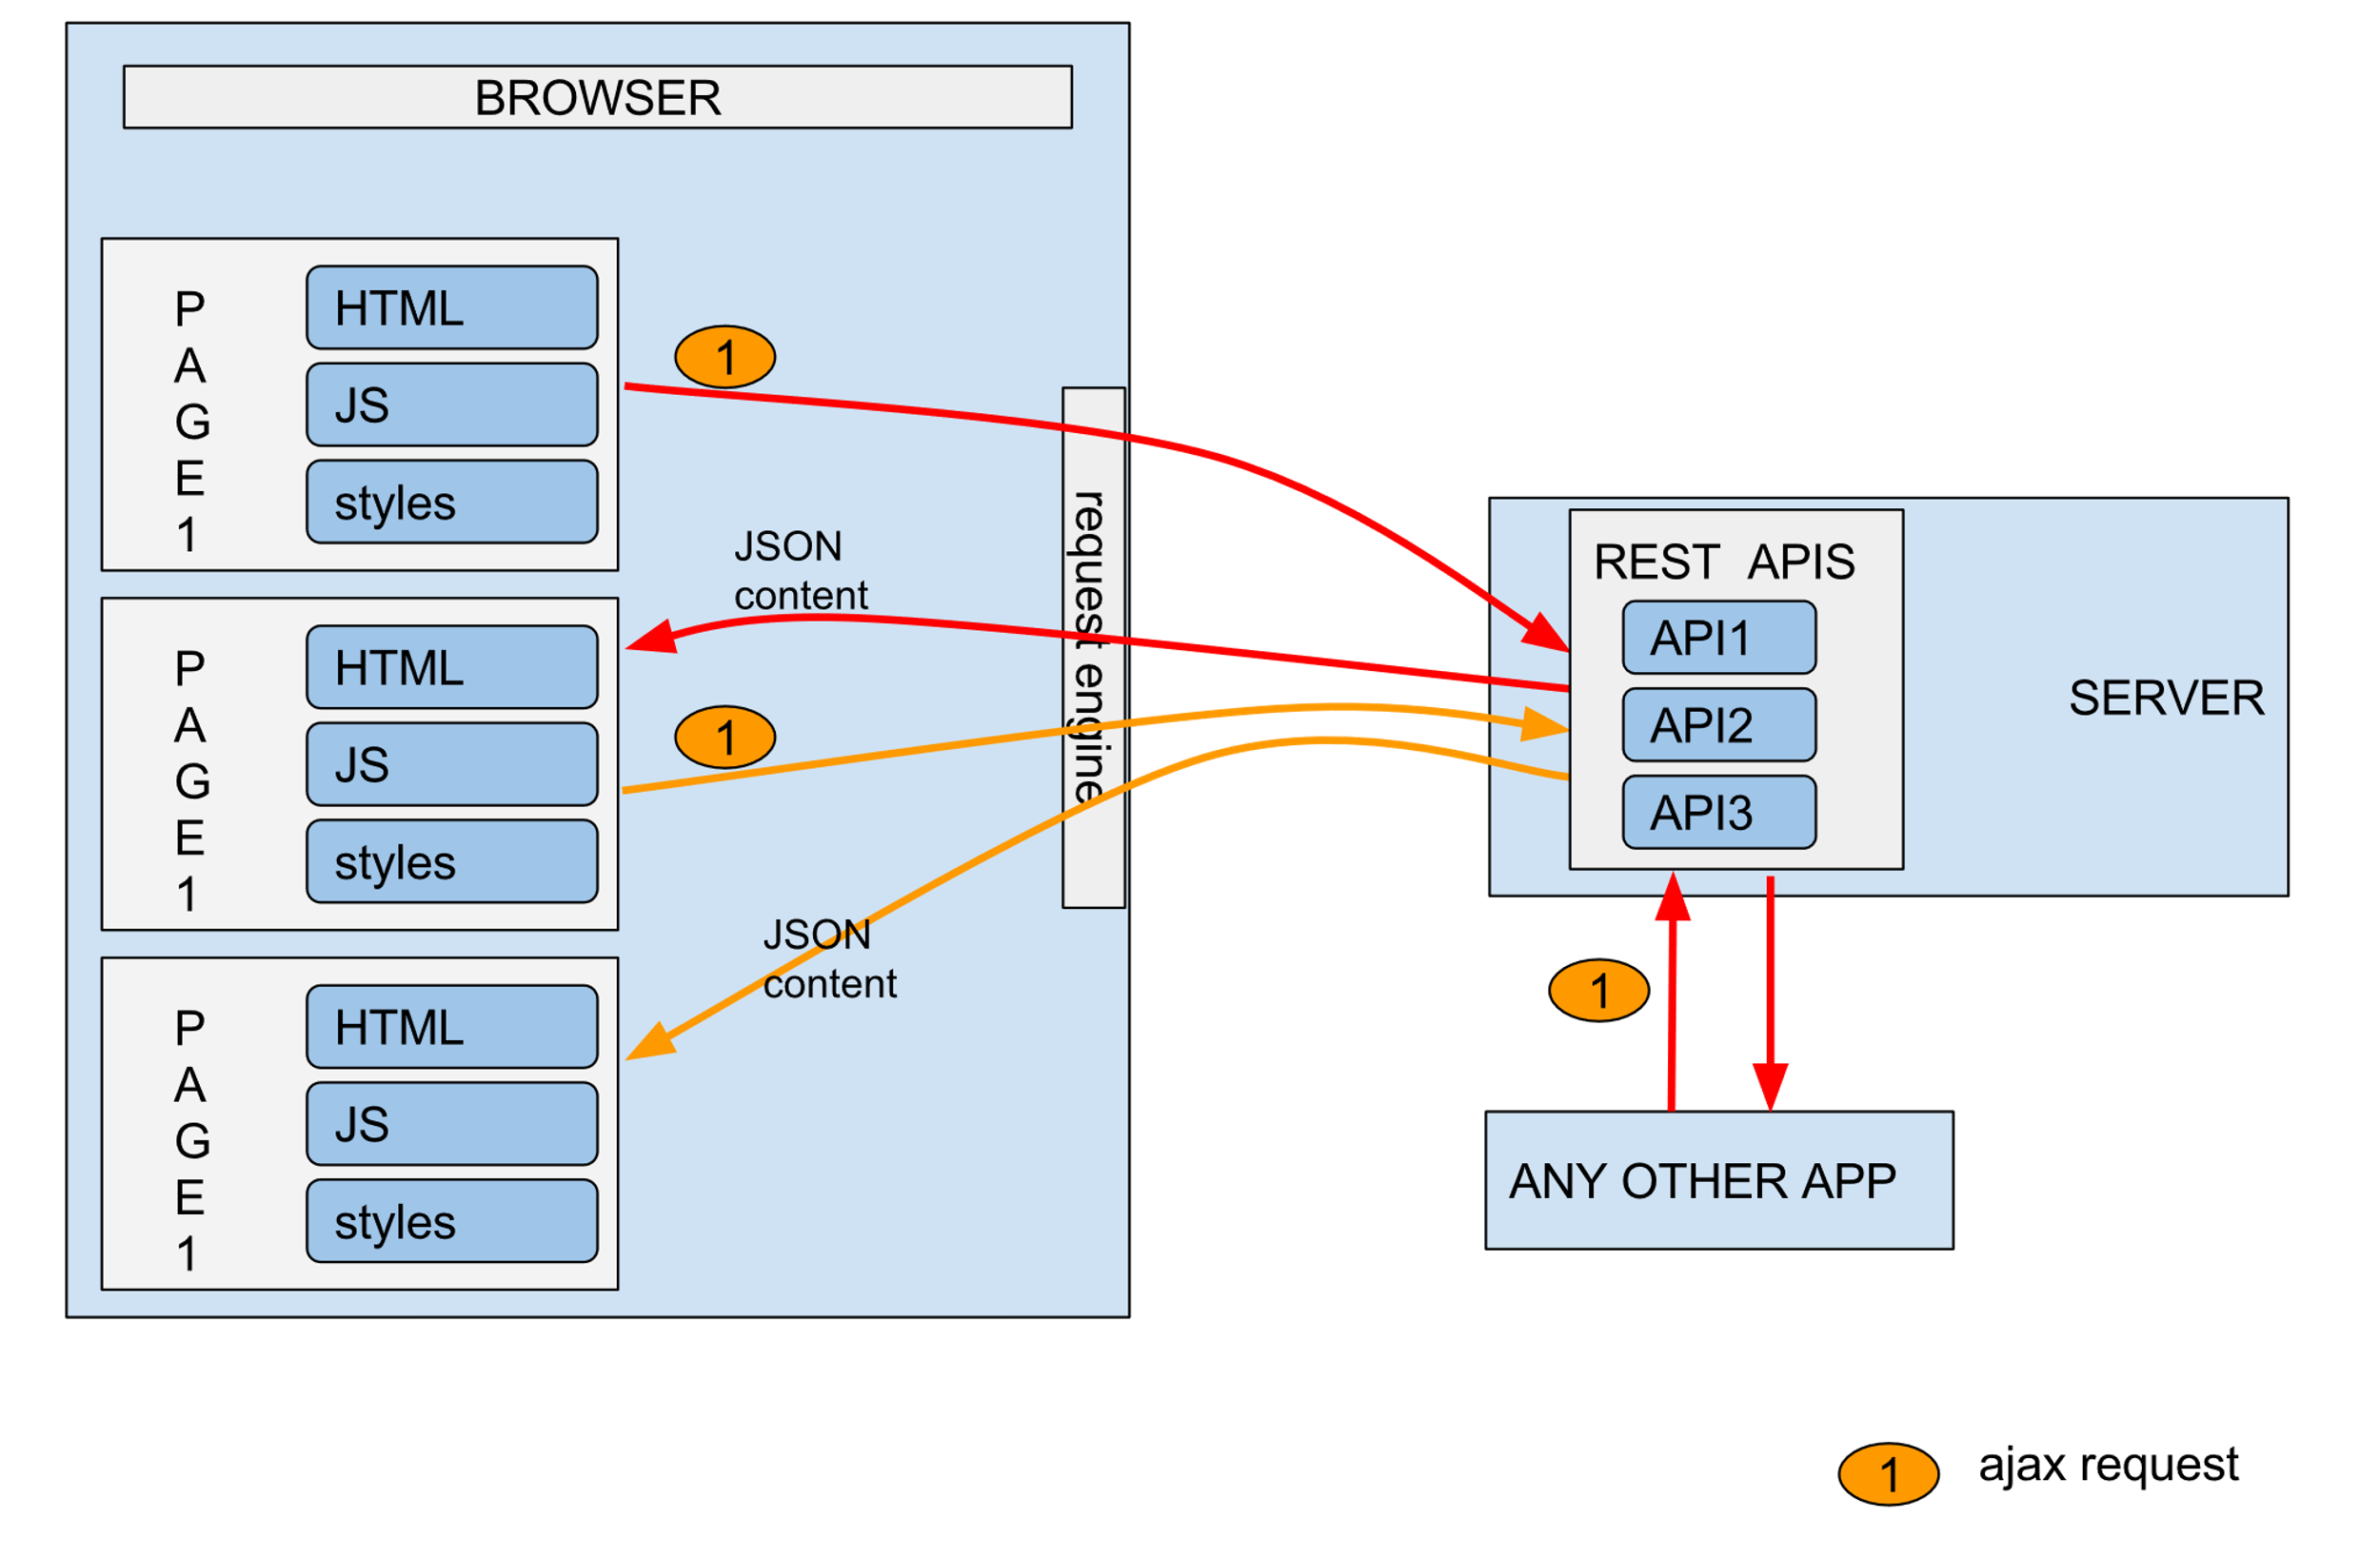 BROWSER
P
A
G
E
1
HTML
JS
styles
1
JSON
content
P
A
G
E
1
HTML
JS
styles
1
JSON
content
P
A
G
E
1
HTML
JS
styles
request engine
REST APIS
API1
API2
API3
SERVER
1
ANY OTHER APP
1 ajax request